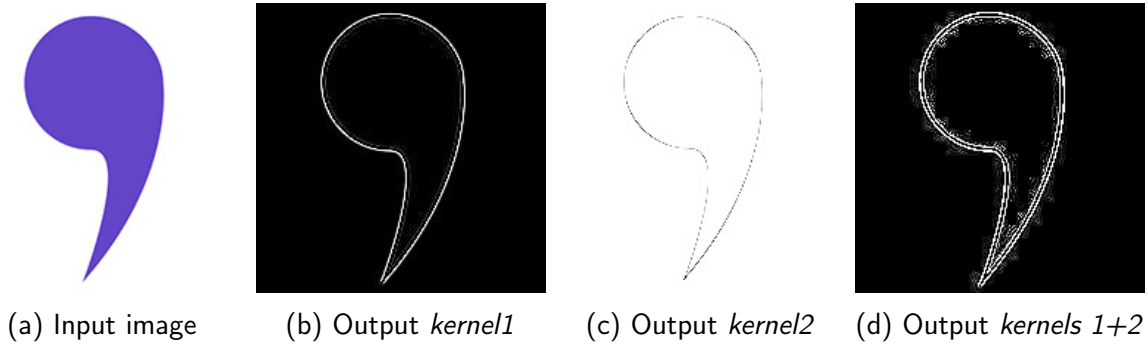 (a) Input image
(b) Output kernel1
(c) Output kernel2
(d) Output kernels 1+2